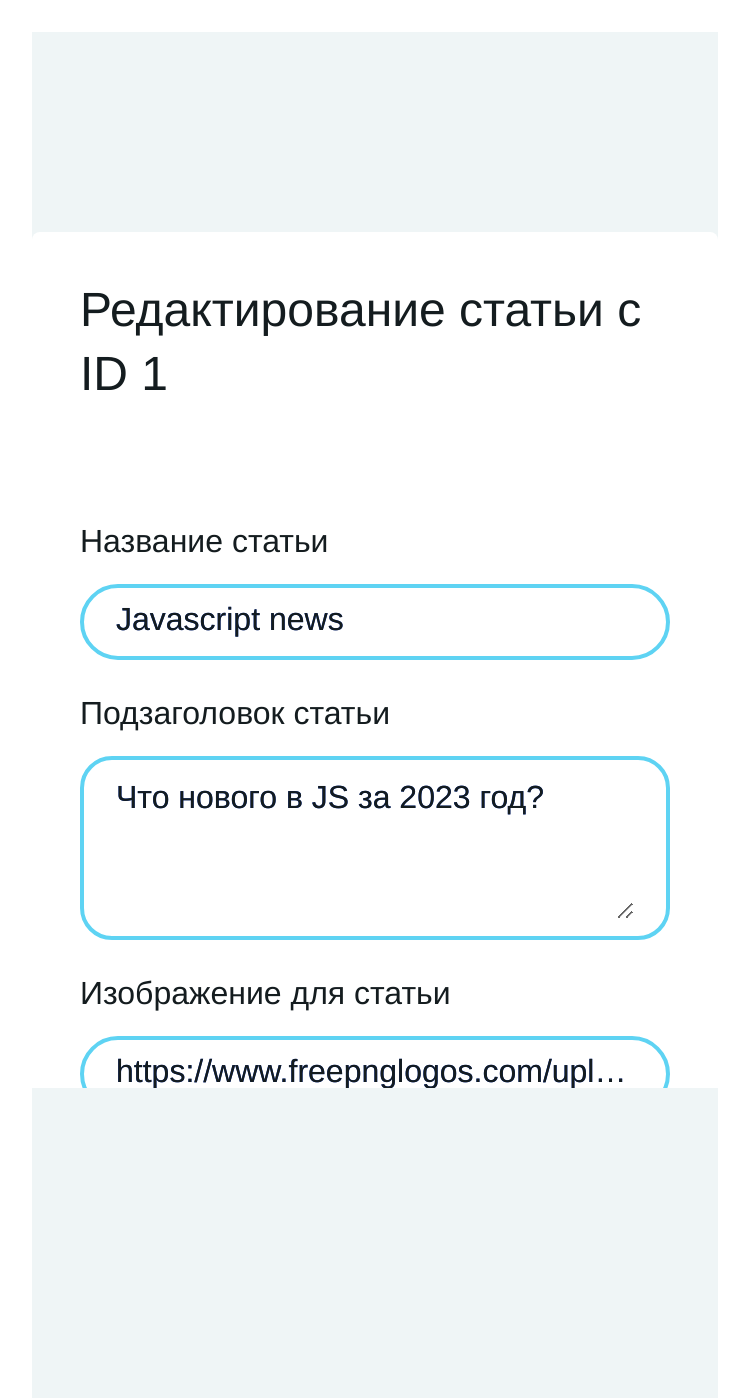 Редактирование статьи с
ID 1
Название статьи
Javascript news
Подзаголовок статьи
Что нового в JS за 2023 год?
Изображение для статьи
https://www.freepnglogos.com/upl…